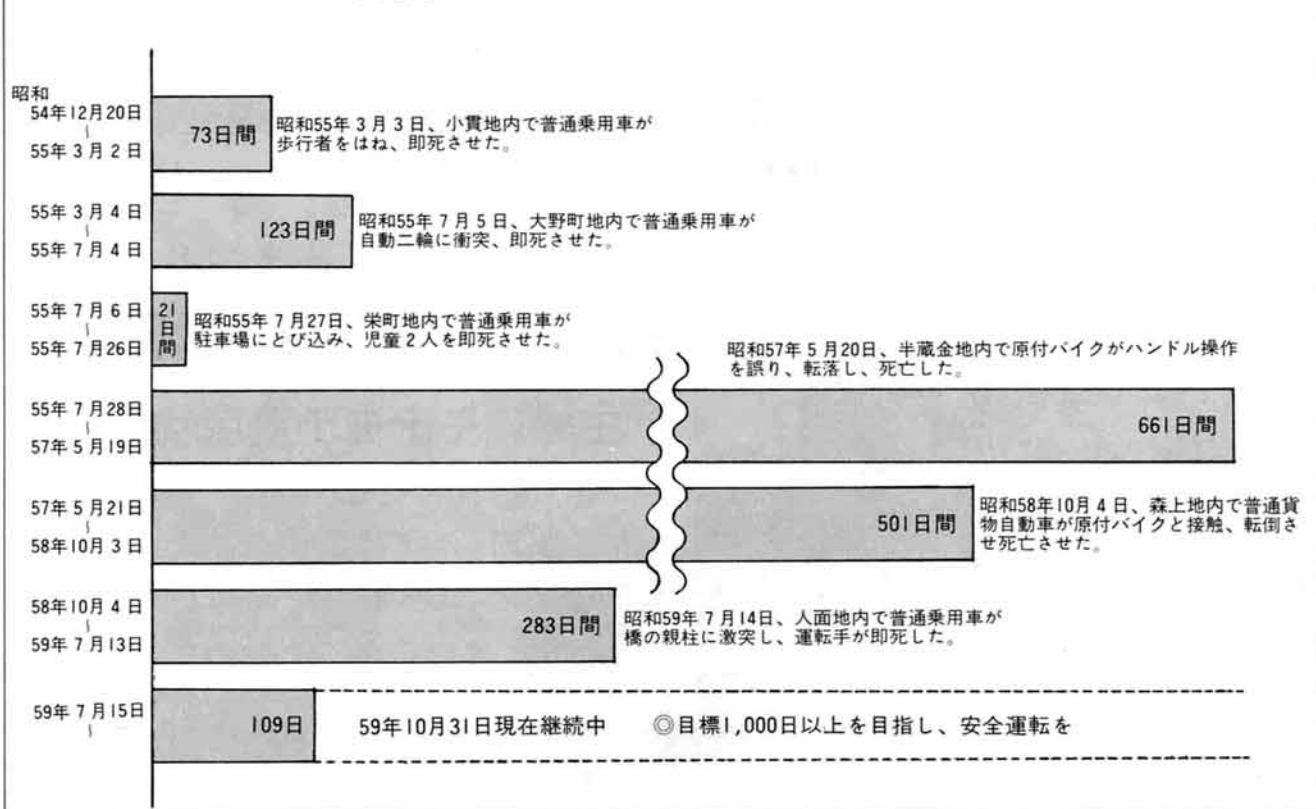 昭和
54年12月20日
〜
55年3月2日
73日間
昭和55年3月3日、小貫地内で普通乗用車が
歩行者をはね、即死させた。
55年3月4日
〜
55年7月4日
123日間
昭和55年7月5日、大野町地内で普通乗用車が
自動二輪に衝突、即死させた。
55年7月6日
〜
55年7月26日
21日間
昭和55年7月27日、栄町地内で普通乗用車が
駐車場にとび込み、児童2人を即死させた。
55年7月28日
〜
57年5月19日
661日間
昭和57年5月20日、半蔵金地内で原付バイクがハンドル操作
を誤り、転落し、死亡した。
57年5月21日
〜
58年10月3日
501日間
昭和58年10月4日、森上地内で普通貨
物自動車が原付バイクと接触、転倒さ
せ死亡させた。
58年10月4日
〜
59年7月13日
283日間
昭和59年7月14日、人面地内で普通乗用車が
橋の親柱に激突し、運転手が即死した。
59年7月15日
〜
109日
59年10月31日現在継続中 ◎目標1,000日以上を目指し、安全運転を